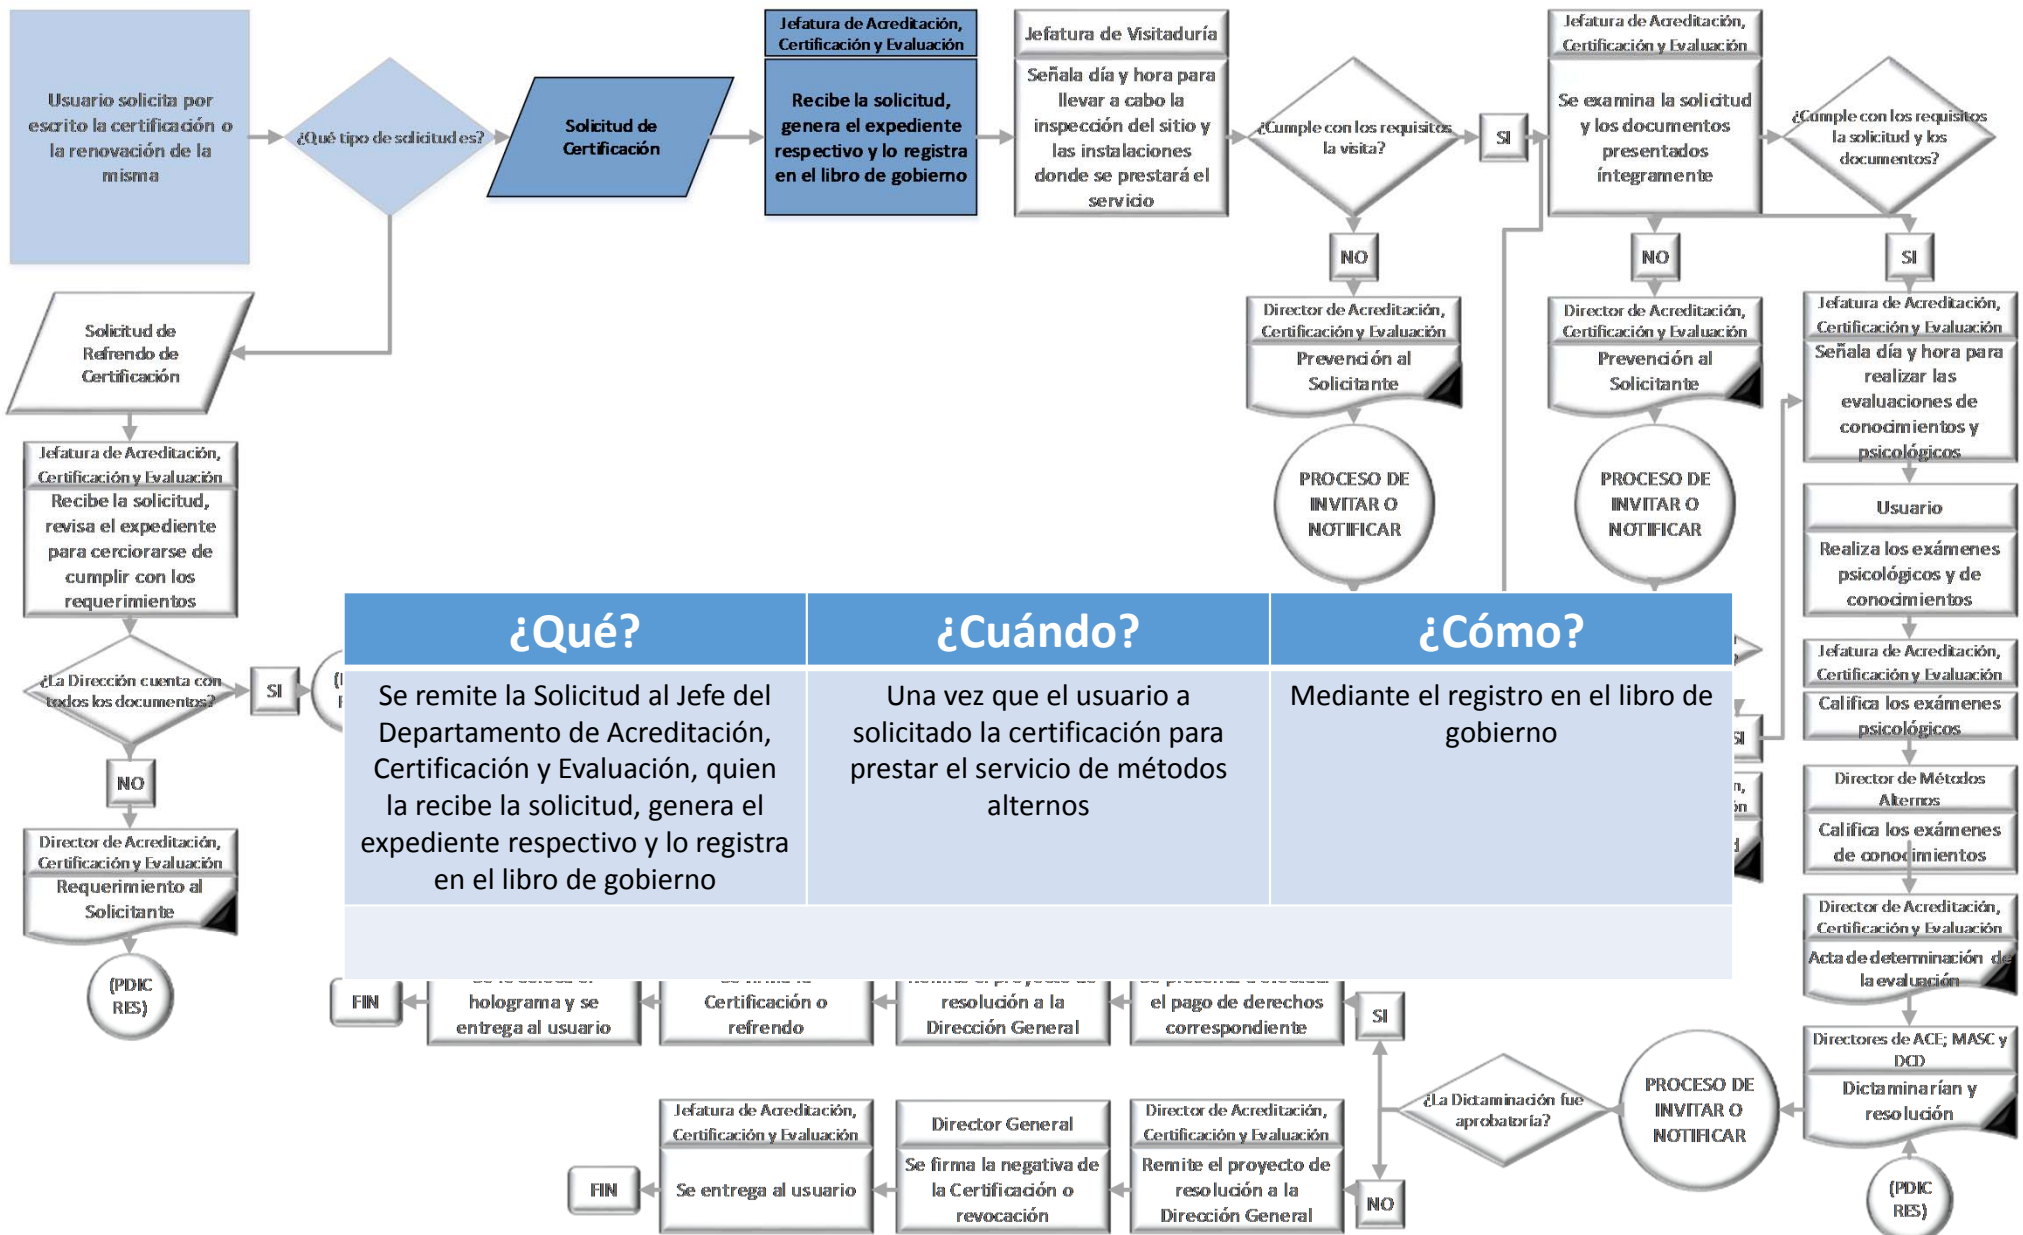 Usuario solicita por
escrito la certificación o
la renovación de la
misma
¿Qué tipo de solicitud es?
Solicitud de
Certificación
Jefatura de Acreditación,
Certificación y Evaluación
Recibe la solicitud,
genera el expediente
respectivo y lo registra
en el libro de gobierno
Jefatura de Visitaduría
Señala día y hora para
llevar a cabo la
inspección del sitio y
las instalaciones
donde se prestará el
servicio
¿Cumple con los requisitos
la visita?
SI
Jefatura de Acreditación,
Certificación y Evaluación
Se examina la solicitud
y los documentos
presentados
íntegramente
¿Cumple con los requisitos
la solicitud y los
documentos?
NO
Director de Acreditación,
Certificación y Evaluación
Prevención al
Solicitante
PROCESO DE
INVITAR O
NOTIFICAR
NO
Director de Acreditación,
Certificación y Evaluación
Prevención al
Solicitante
PROCESO DE
INVITAR O
NOTIFICAR
SI
Jefatura de Acreditación,
Certificación y Evaluación
Señala día y hora para
realizar las
evaluaciones de
conocimientos y
psicológicos
Usuario
Realiza los exámenes
psicológicos y de
conocimientos
Jefatura de Acreditación,
Certificación y Evaluación
Califica los exámenes
psicológicos
Director de Métodos
Alternos
Califica los exámenes
de conocimientos
Director de Acreditación,
Certificación y Evaluación
Acta de determinación de
la evaluación
Directores de ACE; MASC y
DCD
Dictaminarían y
resolución
(PDIC
RES)
Solicitud de
Refrendo de
Certificación
Jefatura de Acreditación,
Certificación y Evaluación
Recibe la solicitud,
revisa el expediente
para cerciorarse de
cumplir con los
requerimientos
¿La Dirección cuenta con
todos los documentos?
SI
NO
Director de Acreditación,
Certificación y Evaluación
Requerimiento al
Solicitante
(PDIC
RES)
¿Qué?
¿Cuándo?
¿Cómo?
Se remite la Solicitud al Jefe del
Departamento de Acreditación,
Certificación y Evaluación, quien
la recibe la solicitud, genera el
expediente respectivo y lo registra
en el libro de gobierno
Una vez que el usuario a
solicitado la certificación para
prestar el servicio de métodos
alternos
Mediante el registro en el libro de
gobierno
SI
PROCESO DE
INVITAR O
NOTIFICAR
¿La Dictaminación fue
aprobatoría?
SI
el pago de derechos
correspondiente
resolución a la
Dirección General
Certificación o
refrendo
holograma y se
entrega al usuario
FIN
NO
Director de Acreditación,
Certificación y Evaluación
Remite el proyecto de
resolución a la
Dirección General
Director General
Se firma la negativa de
la Certificación o
revocación
Jefatura de Acreditación,
Certificación y Evaluación
Se entrega al usuario
FIN